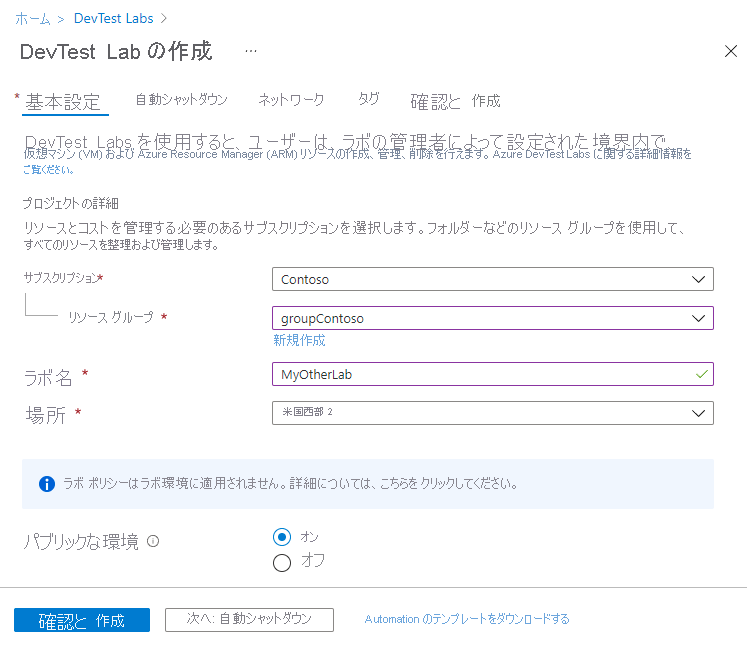 ホーム > DevTest Labs >
DevTest Lab の作成 ...
* 基本設定 自動シャットダウン ネットワーク タグ 確認と 作成
DevTest Labs を使用すると、ユーザーは、ラボの管理者によって設定された境界内で
仮想マシン (VM) および Azure Resource Manager (ARM) リソースの作成、管理、削除を行えます。Azure DevTest Labs に関する詳細情報を
ご覧ください。
プロジェクトの詳細
リソースとコストを管理する必要のあるサブスクリプションを選択します。フォルダーなどのリソース グループを使用して、
すべてのリソースを整理および管理します。
サブスクリプション* Contoso
リソース グループ * groupContoso
新規作成
ラボ名 * MyOtherLab
場所 * 米国西部 2
ラボ ポリシーはラボ環境に適用されません。詳細については、こちらをクリックしてください。
パブリックな環境 オン
オフ
確認と 作成 次へ: 自動シャットダウン Automation のテンプレートをダウンロードする